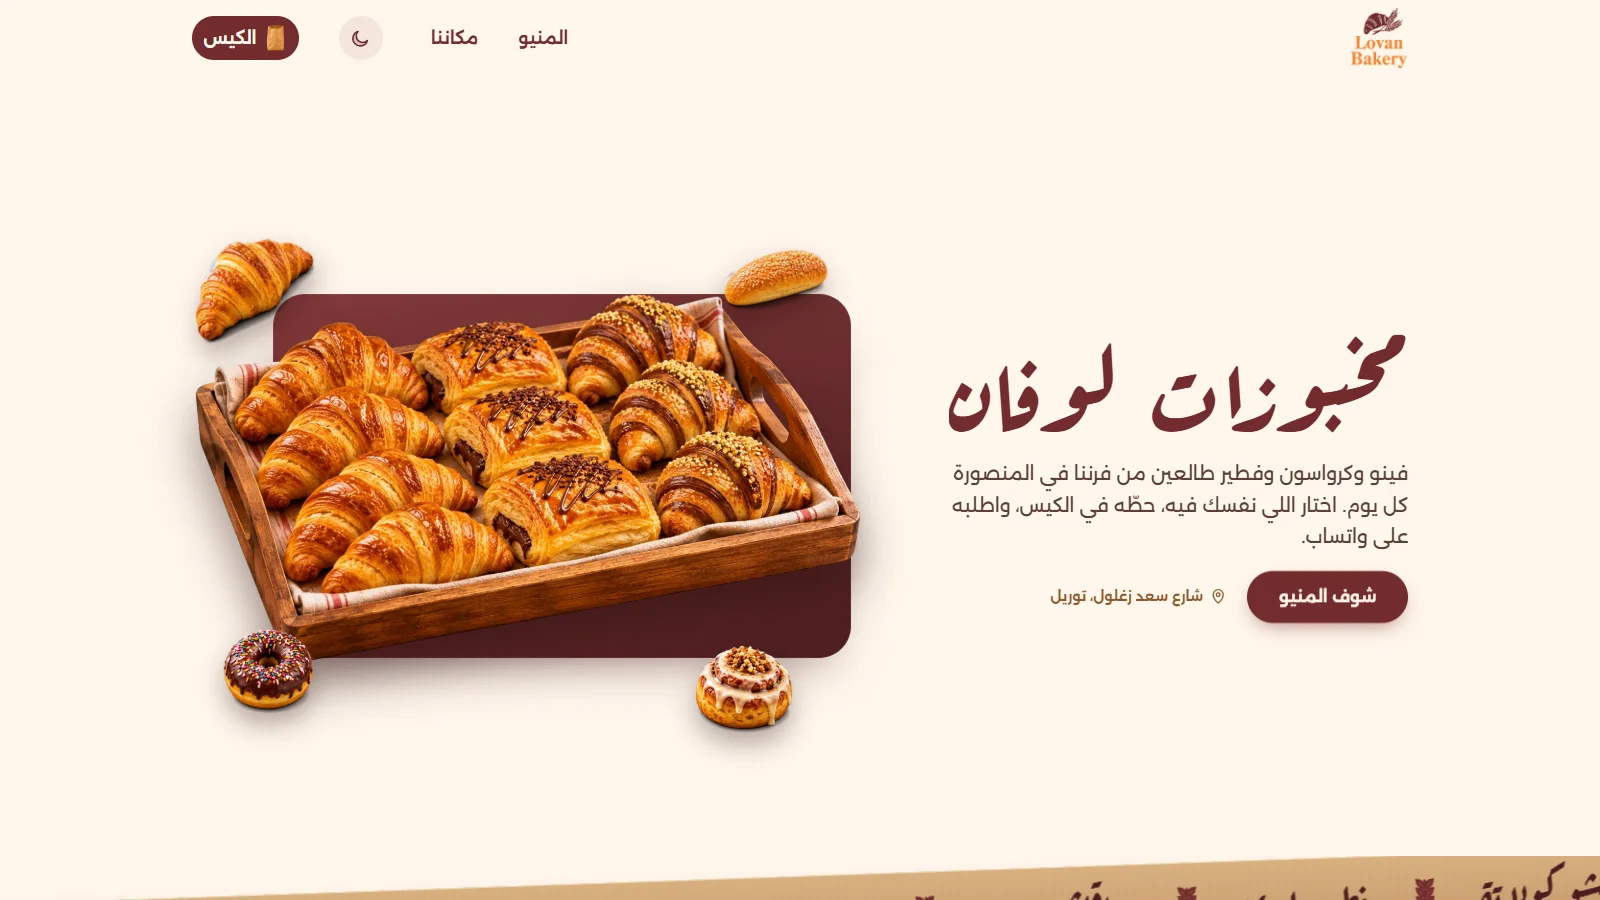 Lovan
Bakery
المنيو
مكاننا
الكيس
مخبوزات لوفان
فينو وكرواسون وفطير طالعين من فرننا في المنصورة
كل يوم. اختار اللي نفسك فيه، حطّه في الكيس، واطلبه
على واتساب.
شوف المنيو
شارع سعد زغلول، توريل